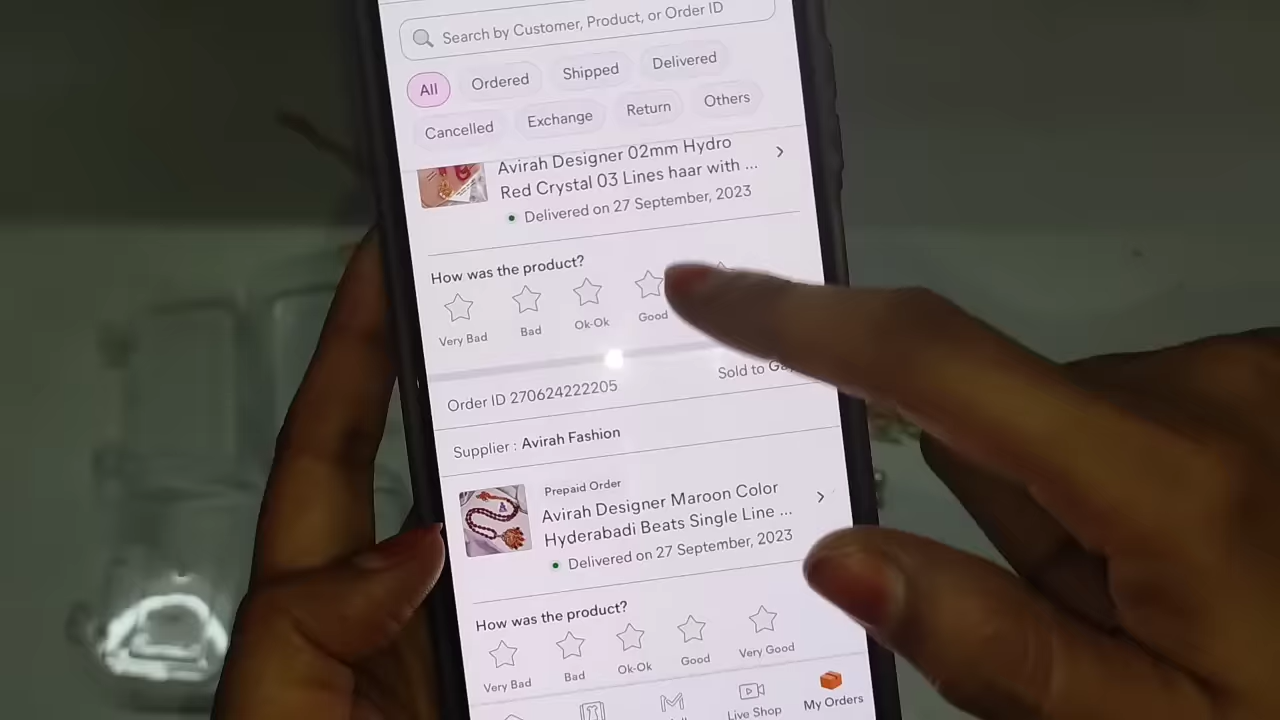 Search by Customer, Product, or Order ID
All Ordered Shipped Delivered
Cancelled Exchange Return Others
Avirah Designer 02mm Hydro
Red Crystal 03 Lines haar with ...
Delivered on 27 September, 2023
How was the product?
Very Bad Bad Ok-Ok Good
Order ID 270624222205 Sold to
Supplier : Avirah Fashion
Prepaid Order
Avirah Designer Maroon Color
Hyderabadi Beats Single Line ...
Delivered on 27 September, 2023
How was the product?
Very Bad Bad Ok-Ok Good Very Good
Live Shop My Orders